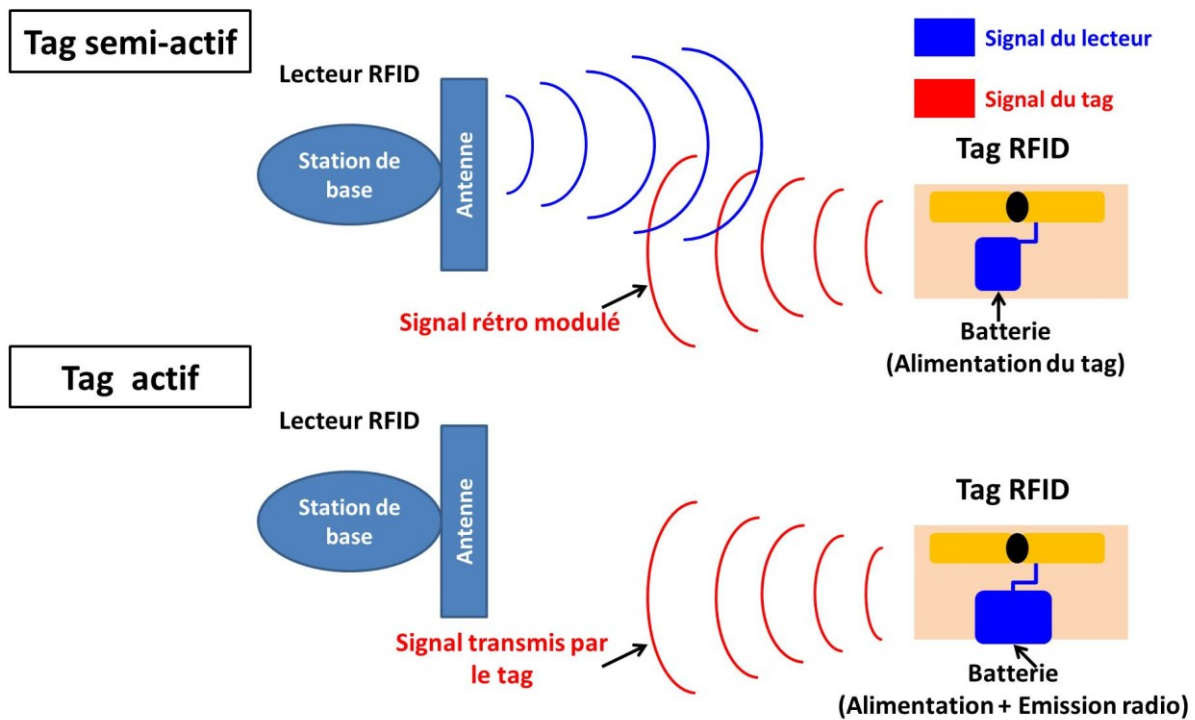 Tag semi-actif
Lecteur RFID
Station de
base
Antenne
Signal du lecteur
Signal du tag
Tag RFID
Signal rétro modulé
Batterie
(Alimentation du tag)
Tag actif
Lecteur RFID
Station de
base
Antenne
Tag RFID
Signal transmis par
le tag
Batterie
(Alimentation + Emission radio)